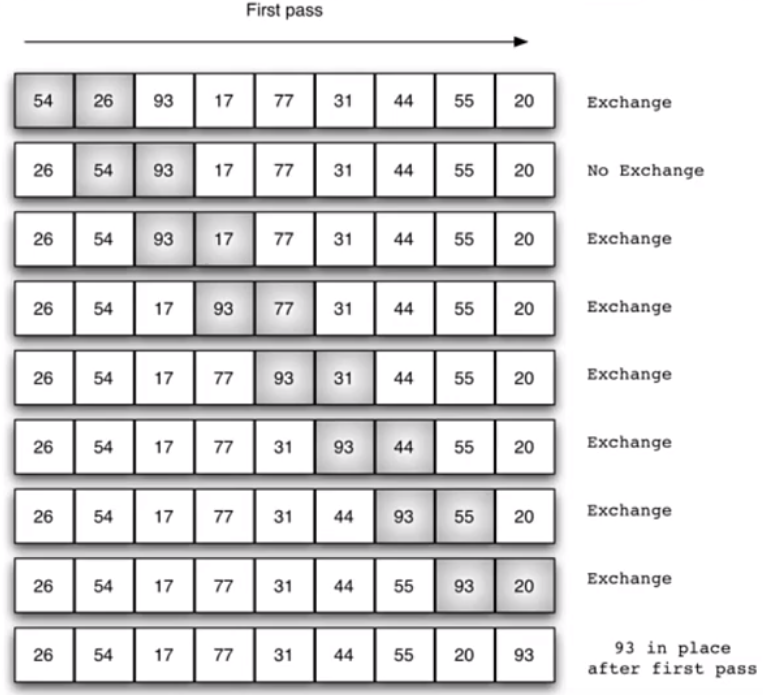 First pass
54 26 93 17 77 31 44 55 20 Exchange
26 54 93 17 77 31 44 55 20 No Exchange
26 54 93 17 77 31 44 55 20 Exchange
26 54 17 93 77 31 44 55 20 Exchange
26 54 17 77 93 31 44 55 20 Exchange
26 54 17 77 31 93 44 55 20 Exchange
26 54 17 77 31 44 93 55 20 Exchange
26 54 17 77 31 44 55 93 20 Exchange
26 54 17 77 31 44 55 20 93 93 in place
after first pass